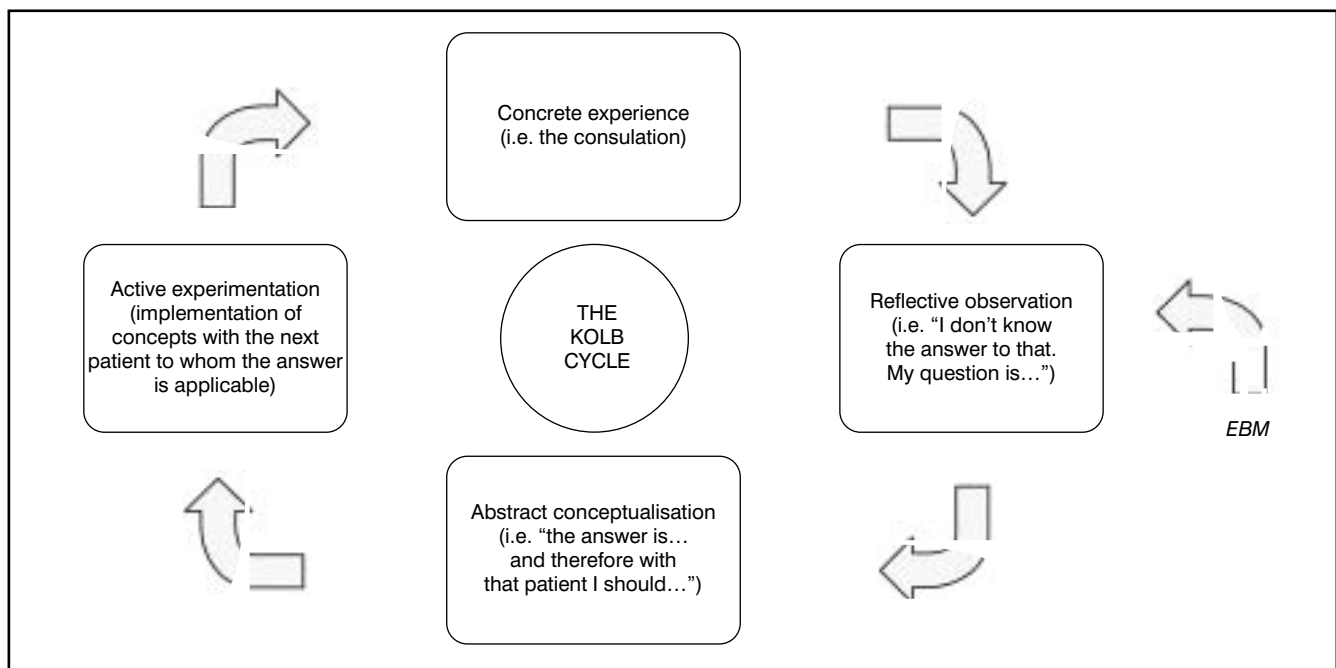 Concrete experience
(i.e. the consulation)
Active experimentation
(implementation of
concepts with the next
patient to whom the answer
is applicable)
THE
KOLB
CYCLE
Reflective observation
(i.e. “I don’t know
the answer to that.
My question is…”)
EBM
Abstract conceptualisation
(i.e. “the answer is…
and therefore with
that patient I should…”)